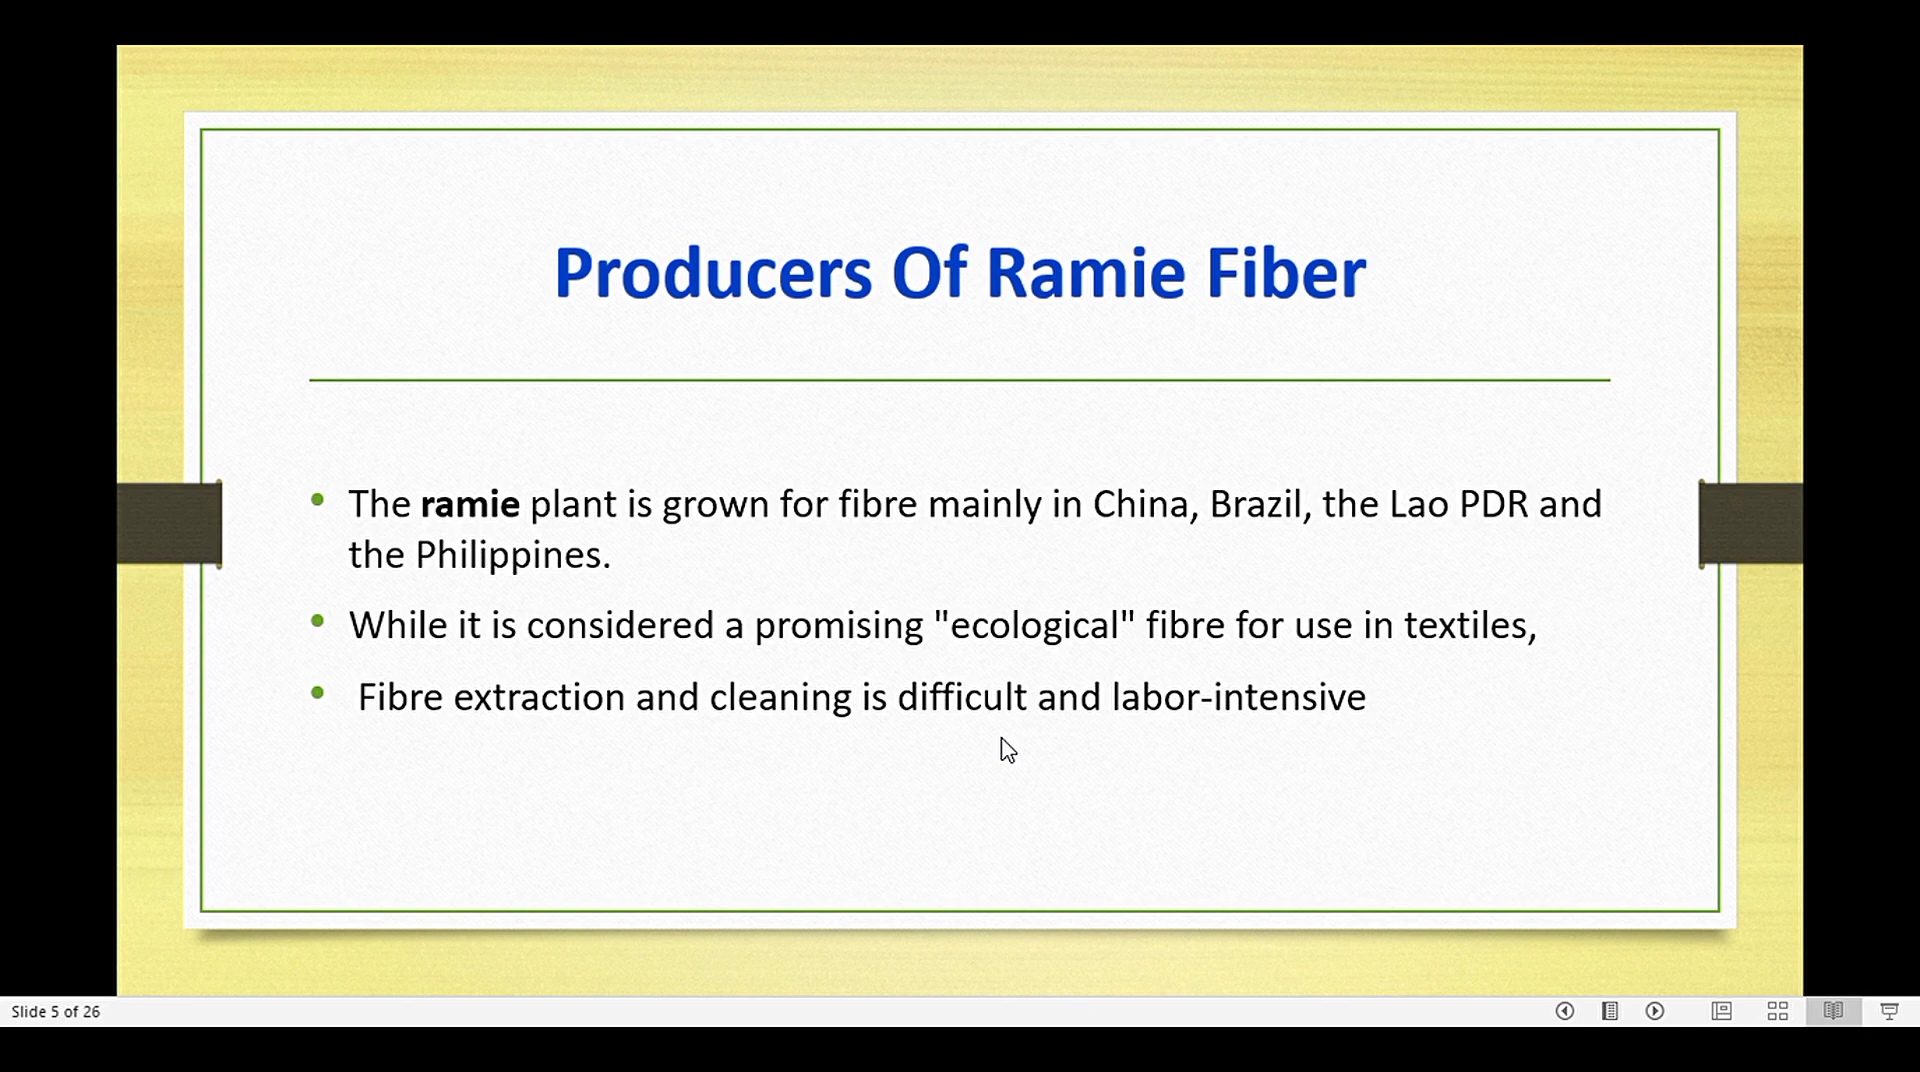 Producers Of Ramie Fiber
• The ramie plant is grown for fibre mainly in China, Brazil, the Lao PDR and
the Philippines.
• While it is considered a promising "ecological" fibre for use in textiles,
• Fibre extraction and cleaning is difficult and labor-intensive
Slide 5 of 26